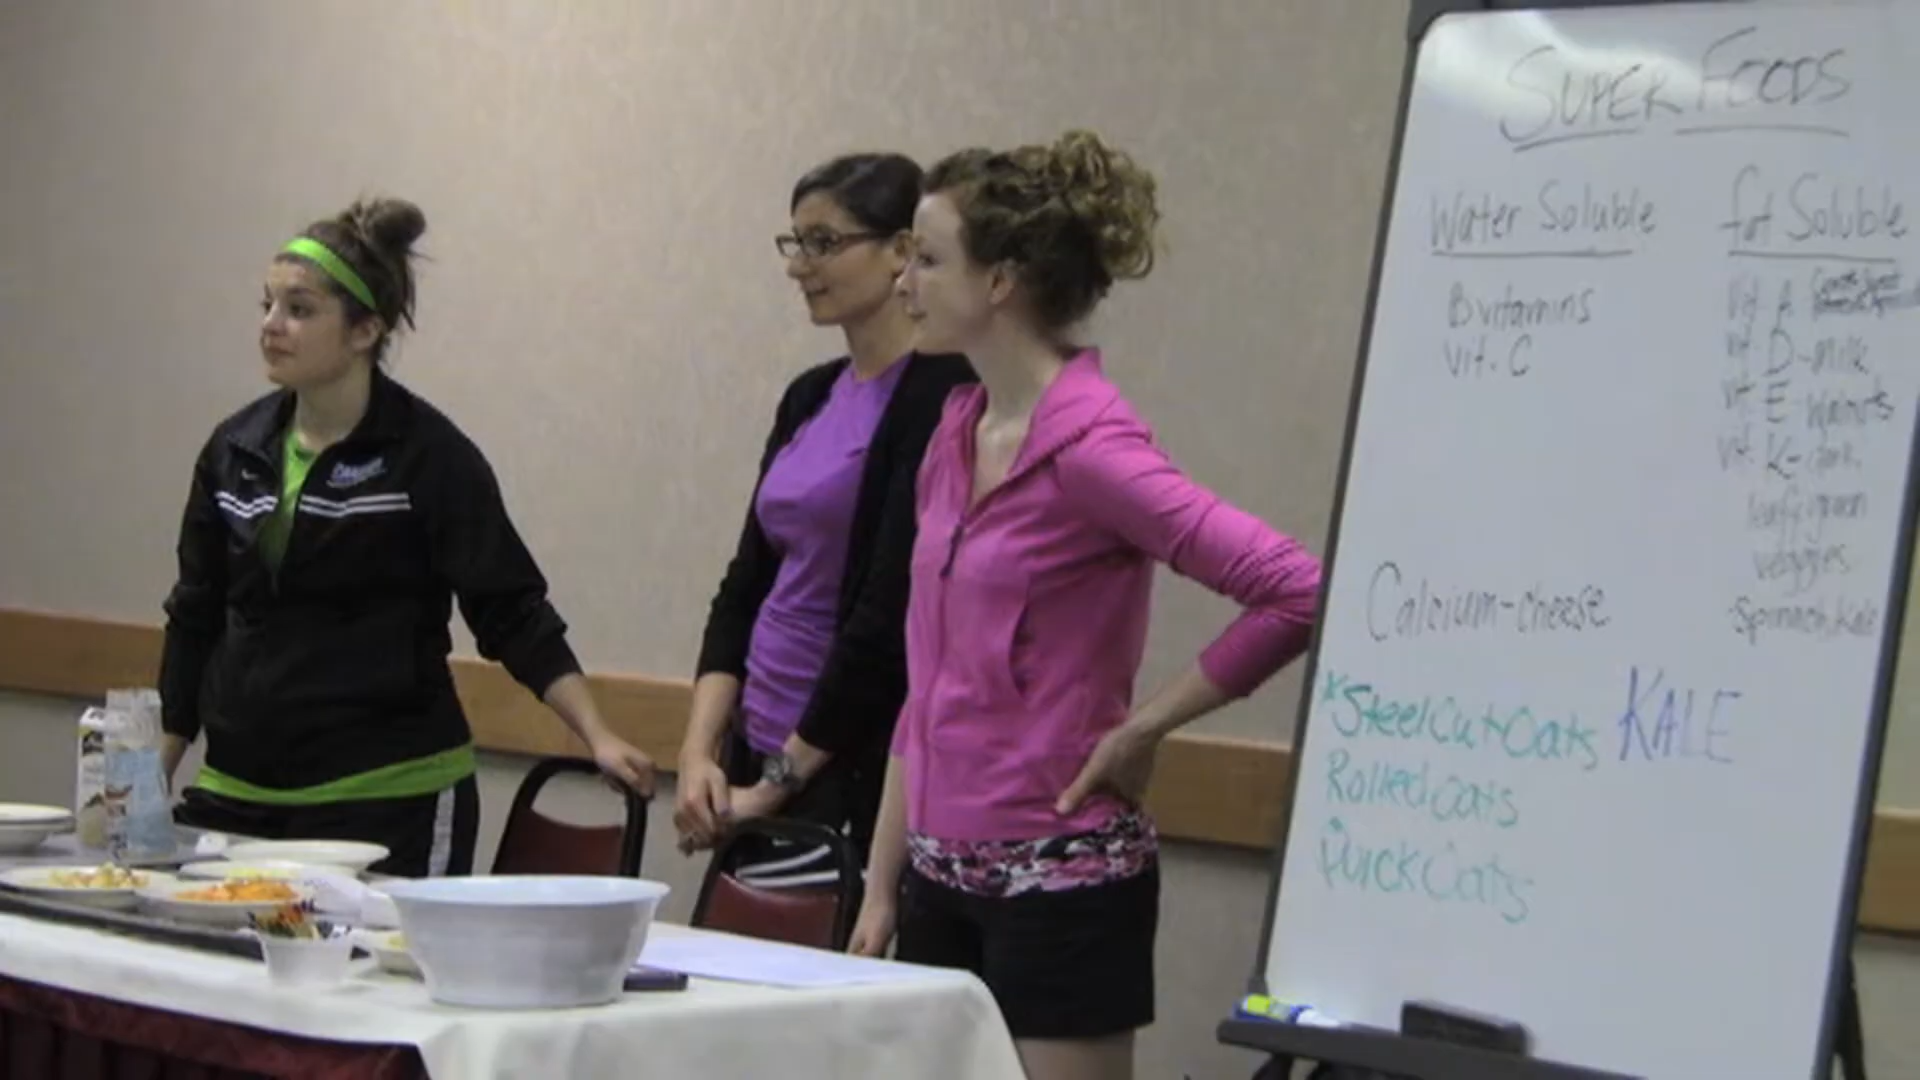 SUPER FOODS
Water Soluble
B vitamins
Vit. C
fat Soluble
Vit. A
Vit. D-milk
Vit. E Walnuts
Vit. K-
leafy green
veggies
Spinach, Kale
Calcium-cheese
*Steel Cut Oats
KALE
Rolled oats
Quick Oats